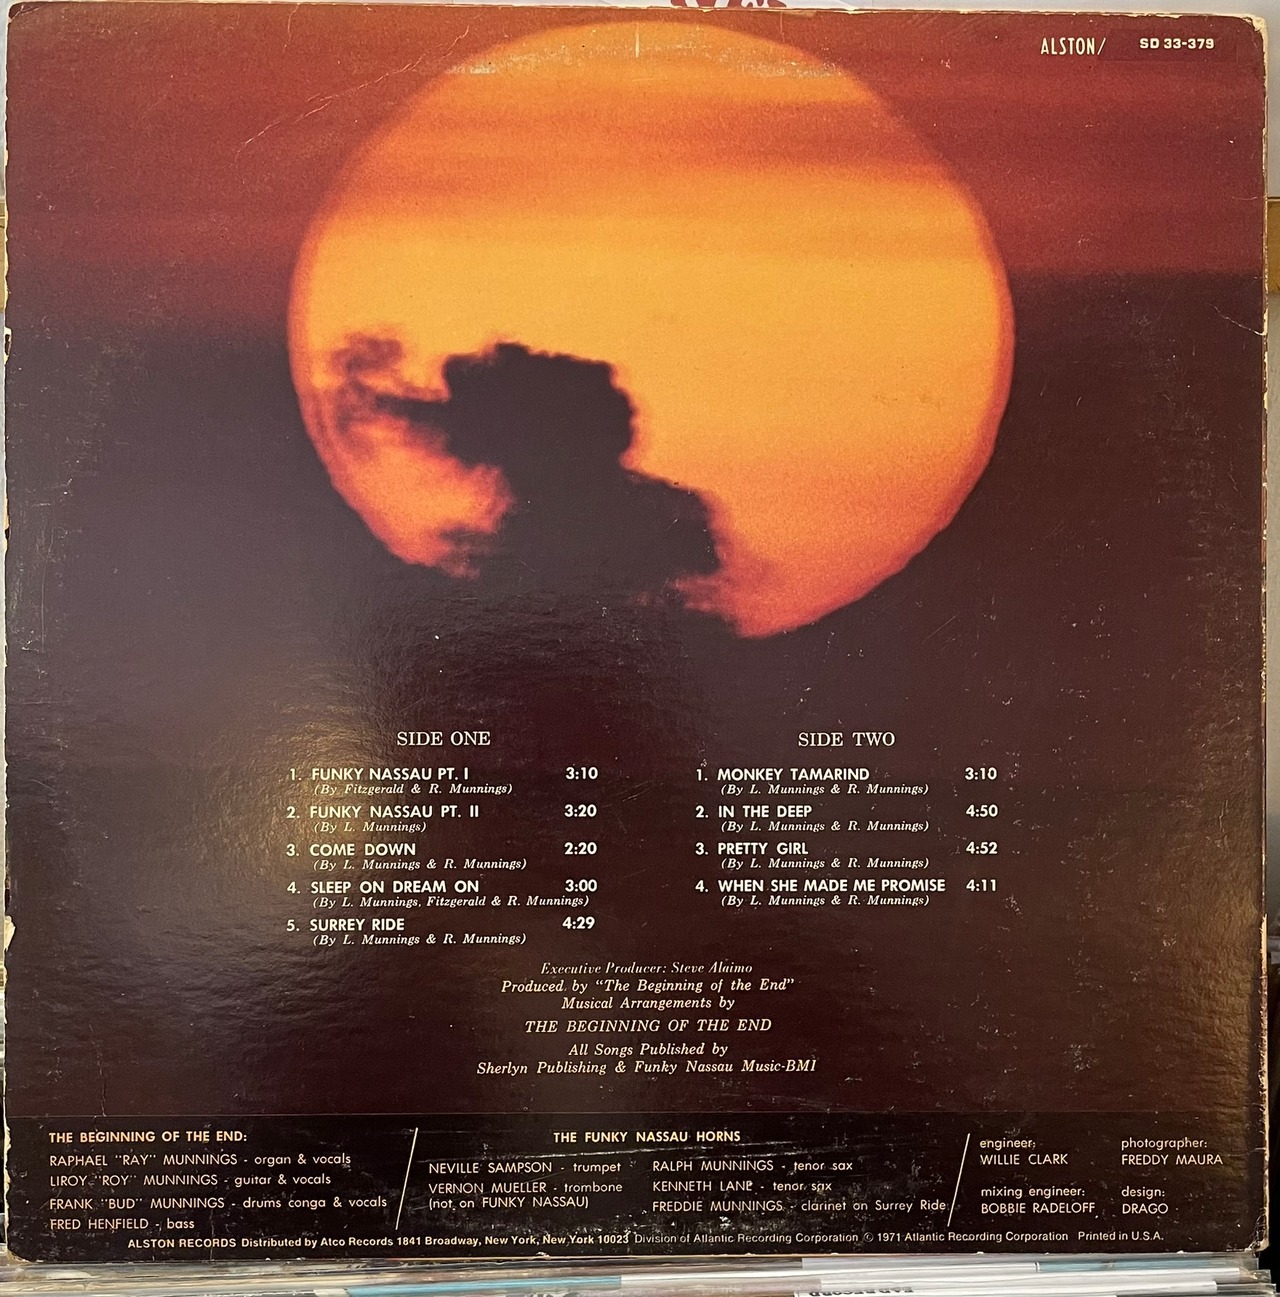 ALSTON/ SD 33-379
SIDE ONE
1. FUNKY NASSAU PT. I 3:10
(By Fitzgerald & R. Munnings)
2. FUNKY NASSAU PT. II 3:20
(By L. Munnings)
3. COME DOWN 2:20
(By L. Munnings & R. Munnings)
4. SLEEP ON DREAM ON 3:00
(By L. Munnings, Fitzgerald & R. Munnings)
5. SURREY RIDE 4:29
(By L. Munnings & R. Munnings)
SIDE TWO
1. MONKEY TAMARIND 3:10
(By L. Munnings & R. Munnings)
2. IN THE DEEP 4:50
(By L. Munnings & R. Munnings)
3. PRETTY GIRL 4:52
(By L. Munnings & R. Munnings)
4. WHEN SHE MADE ME PROMISE 4:11
(By L. Munnings & R. Munnings)
Executive Producer: Steve Alaimo
Produced by "The Beginning of the End"
Musical Arrangements by
THE BEGINNING OF THE END
All Songs Published by
Sherlyn Publishing & Funky Nassau Music-BMI
THE BEGINNING OF THE END:
RAPHAEL "RAY" MUNNINGS - organ & vocals
LIROY "ROY" MUNNINGS - guitar & vocals
FRANK "BUD" MUNNINGS - drums conga & vocals
FRED HENFIELD - bass
THE FUNKY NASSAU HORNS
NEVILLE SAMPSON - trumpet
VERNON MUELLER - trombone
(not on FUNKY NASSAU)
RALPH MUNNINGS - tenor sax
KENNETH LANE - tenor sax
FREDDIE MUNNINGS - clarinet on Surrey Ride
engineer:
WILLIE CLARK
mixing engineer:
BOBBIE RADELOFF
photographer:
FREDDY MAURA
design:
DRAGO
ALSTON RECORDS Distributed by Atco Records 1841 Broadway, New York, New York 10023 Division of Atlantic Recording Corporation © 1971 Atlantic Recording Corporation Printed in U.S.A.